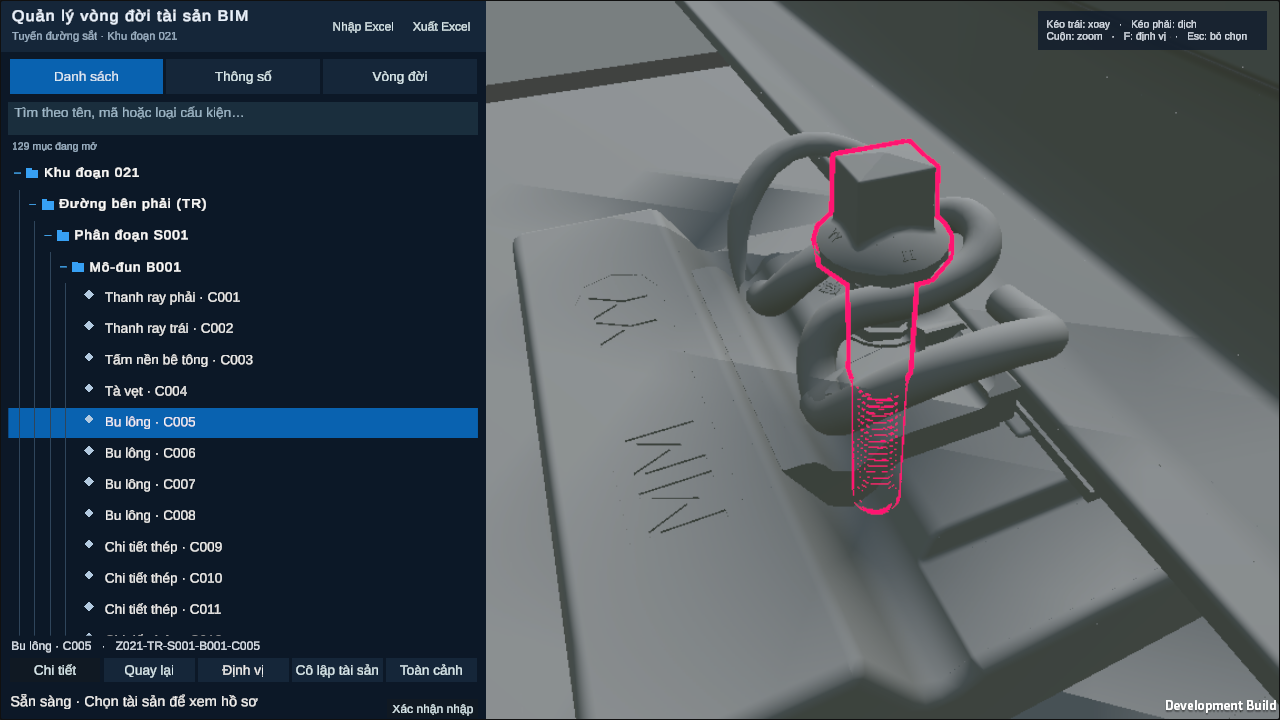 Quản lý vòng đời tài sản BIM
Tuyến đường sắt · Khu đoạn 021
Nhập Excel
Xuất Excel
Danh sách
Thông số
Vòng đời
Tìm theo tên, mã hoặc loại cấu kiện...
129 mục đang mở
Khu đoạn 021
Đường bên phải (TR)
Phân đoạn S001
Mô-đun B001
Thanh ray phải · C001
Thanh ray trái · C002
Tấm nền bê tông · C003
Tà vẹt · C004
Bu lông · C005
Bu lông · C006
Bu lông · C007
Bu lông · C008
Chi tiết thép · C009
Chi tiết thép · C010
Chi tiết thép · C011
Bu lông · C005 · Z021-TR-S001-B001-C005
Chi tiết
Quay lại
Định vị
Cô lập tài sản
Toàn cảnh
Sẵn sàng · Chọn tài sản để xem hồ sơ
Xác nhận nhập
Kéo trái: xoay · Kéo phải: dịch
Cuộn: zoom · F: định vị · Esc: bỏ chọn
Development Build